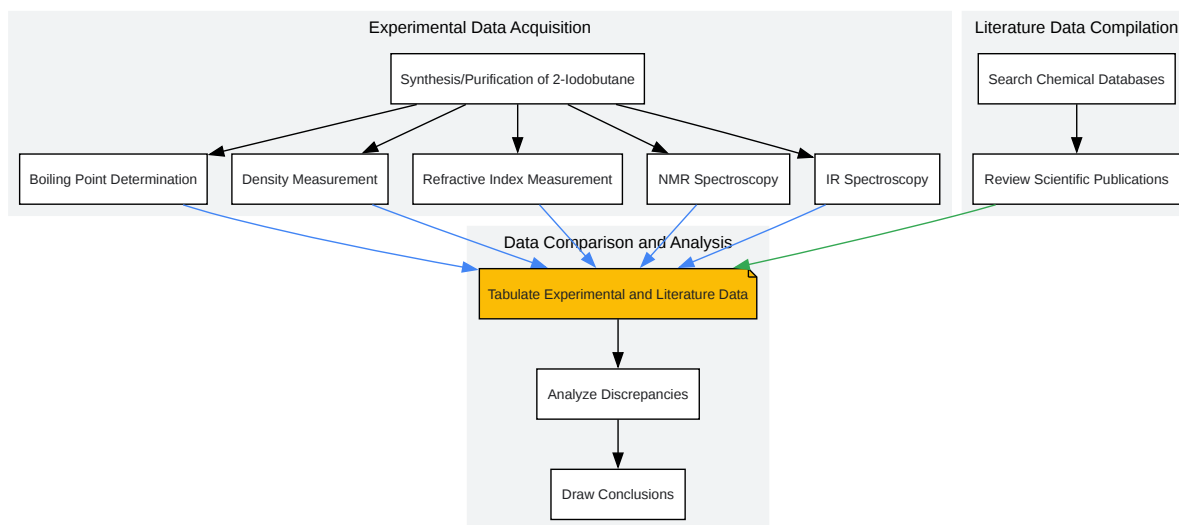 Experimental Data Acquisition
Literature Data Compilation
Synthesis/Purification of 2-Iodobutane
Search Chemical Databases
Boiling Point Determination
Density Measurement
Refractive Index Measurement
NMR Spectroscopy
IR Spectroscopy
Review Scientific Publications
Data Comparison and Analysis
Tabulate Experimental and Literature Data
Analyze Discrepancies
Draw Conclusions